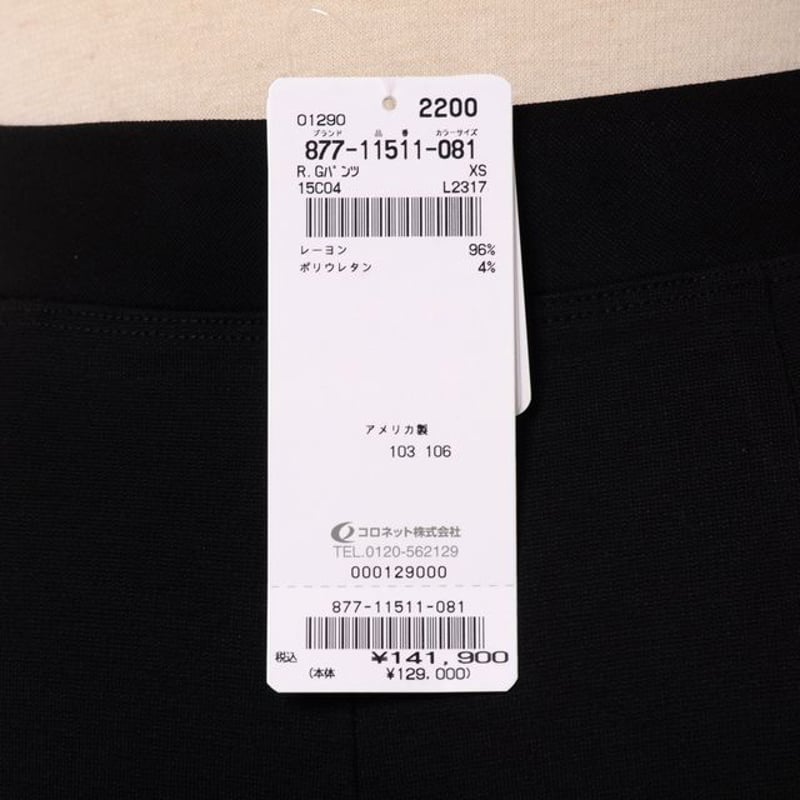 01290 2200
ブランド 品番 カラーサイズ
877-11511-081
R.Gパンツ XS
15C04 L2317
レーヨン 96%
ポリウレタン 4%
アメリカ製
103 106
コロネット株式会社
TEL.0120-562129
000129000
877-11511-081
税込 ¥141,900
(本体 ¥129.000)